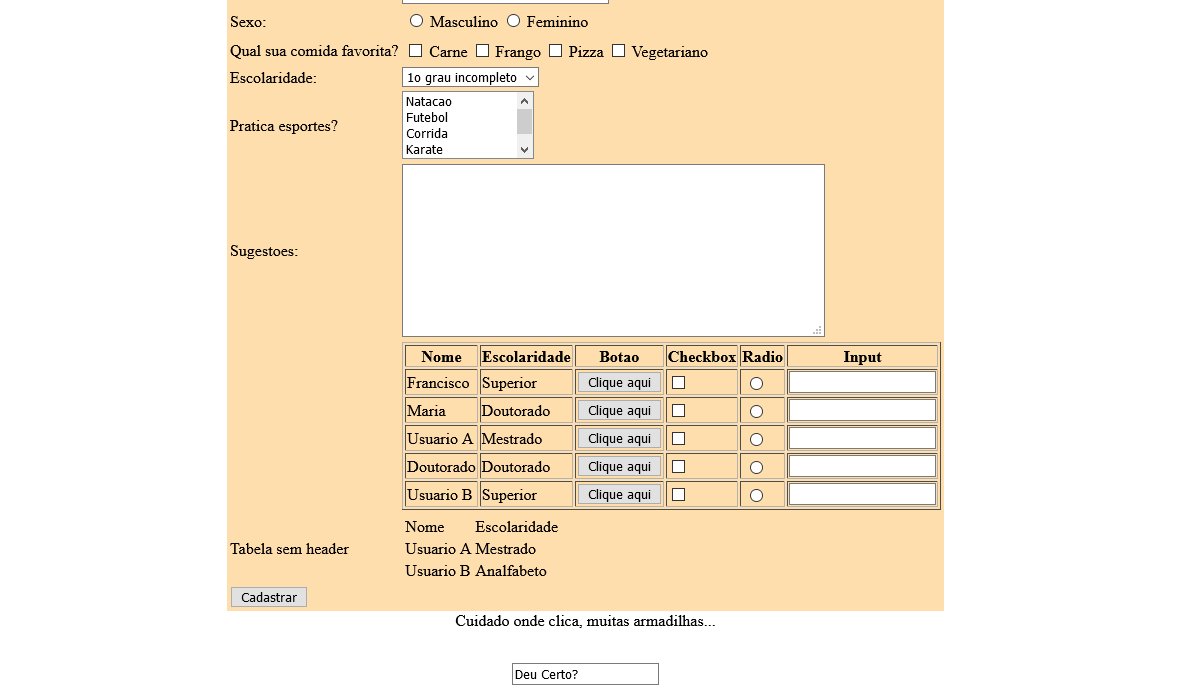 Sexo: Masculino Feminino
Qual sua comida favorita? Carne Frango Pizza Vegetariano
Escolaridade: 1o grau incompleto
Natacao
Futebol
Pratica esportes?
Corrida
Karate
Sugestoes:
Nome Escolaridade Botao Checkbox Radio Input
Francisco Superior Clique aqui
Maria Doutorado Clique aqui
Usuario A Mestrado Clique aqui
Doutorado Doutorado Clique aqui
Usuario B Superior Clique aqui
Nome Escolaridade
Tabela sem header Usuario A Mestrado
Usuario B Analfabeto
Cadastrar
Cuidado onde clica, muitas armadilhas...
Deu Certo?